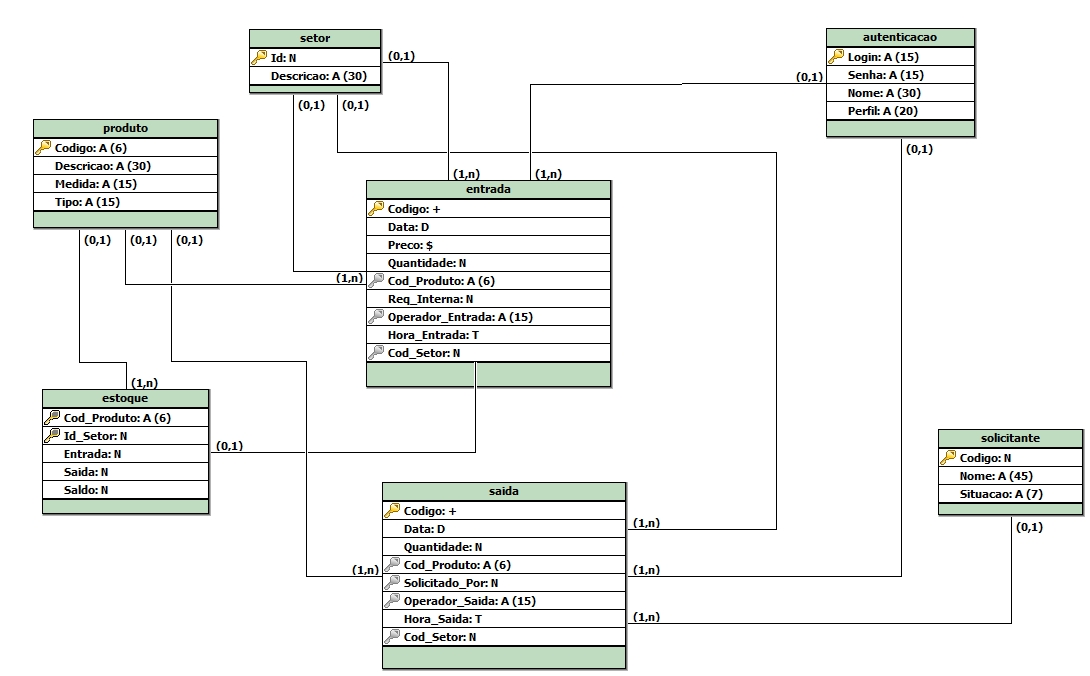 setor
Id: N
Descricao: A (30)
(0,1)
(0,1)
(0,1)
autenticacao
Login: A (15)
Senha: A (15)
Nome: A (30)
Perfil: A (20)
(0,1)
(0,1)
produto
Codigo: A (6)
Descricao: A (30)
Medida: A (15)
Tipo: A (15)
(0,1)
(0,1)
(0,1)
(1,n)
(1,n)
entrada
Codigo: +
Data: D
Preco: $
Quantidade: N
Cod_Produto: A (6)
Req_Interna: N
Operador_Entrada: A (15)
Hora_Entrada: T
Cod_Setor: N
(1,n)
(1,n)
estoque
Cod_Produto: A (6)
Id_Setor: N
Entrada: N
Saida: N
Saldo: N
(0,1)
solicitante
Codigo: N
Nome: A (45)
Situacao: A (7)
(0,1)
saida
Codigo: +
Data: D
Quantidade: N
Cod_Produto: A (6)
Solicitado_Por: N
Operador_Saida: A (15)
Hora_Saida: T
Cod_Setor: N
(1,n)
(1,n)
(1,n)
(1,n)